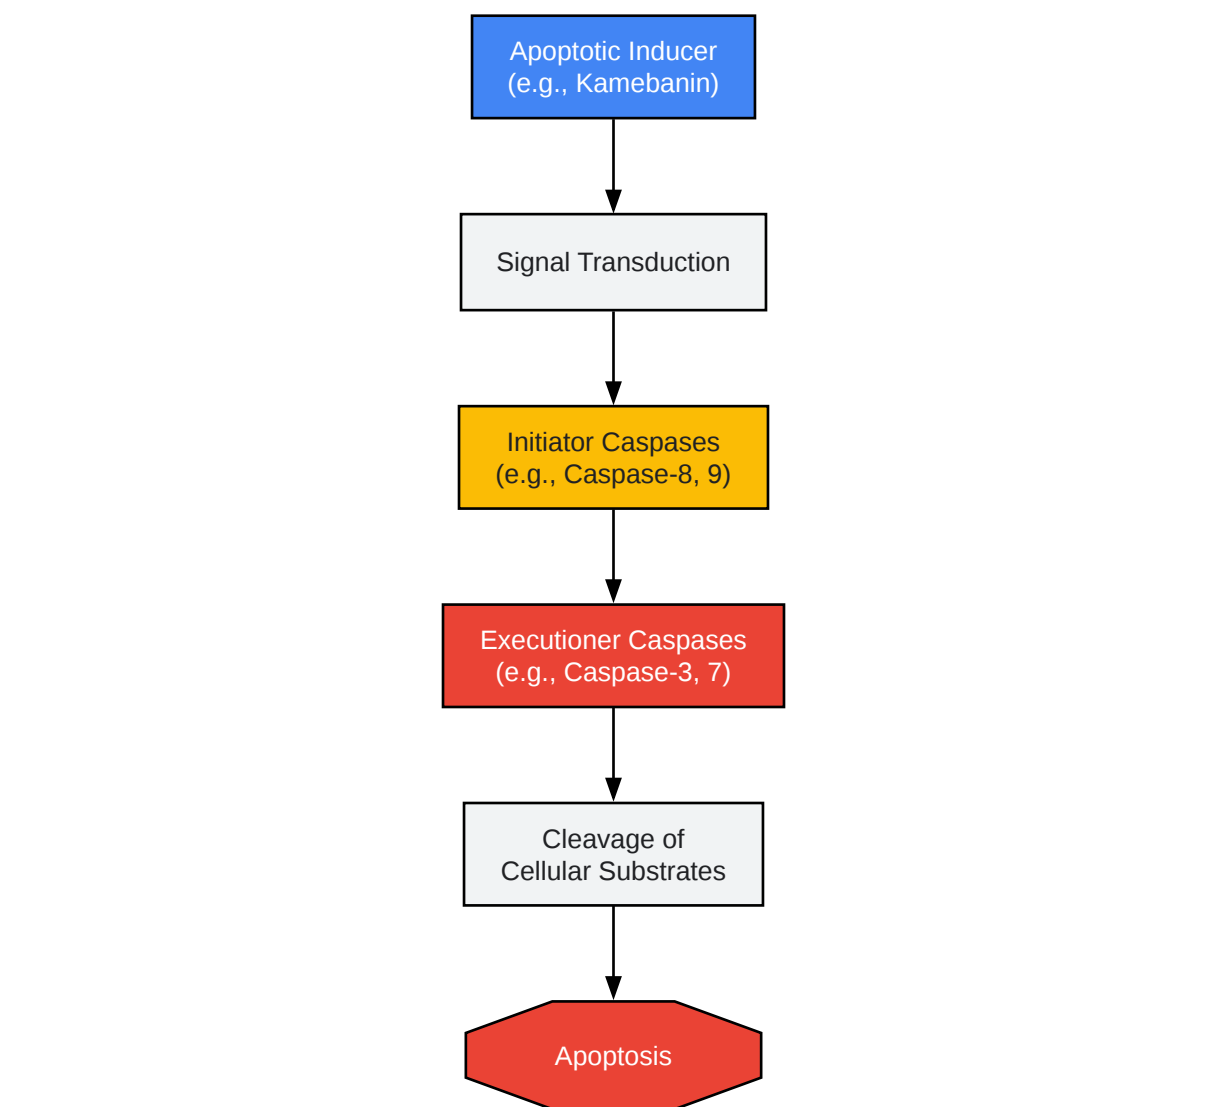 Apoptotic Inducer
(e.g., Kamebanin)
Signal Transduction
Initiator Caspases
(e.g., Caspase-8, 9)
Executioner Caspases
(e.g., Caspase-3, 7)
Cleavage of
Cellular Substrates
Apoptosis